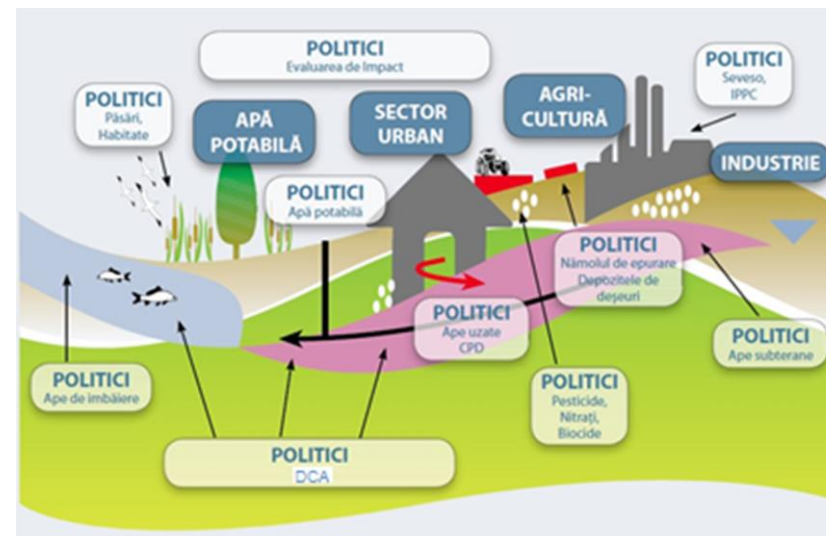 POLITICI
Evaluarea de Impact
POLITICI
Păsări,
Habitate
APĂ
POTABILĂ
SECTOR
URBAN
AGRI-
CULTURĂ
POLITICI
Seveso,
IPPC
INDUSTRIE
POLITICI
Apă potabilă
POLITICI
Nămolul de epurare
Depozitele de
deșeuri
POLITICI
Ape uzate
CPD
POLITICI
Ape subterane
POLITICI
Ape de îmbăiere
POLITICI
Pesticide,
Nitrați,
Biocide
POLITICI
DCA